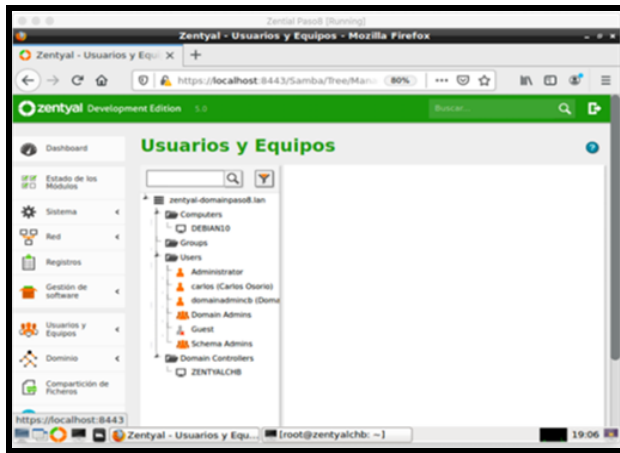 Zential Paso8 [Running]
Zentyal - Usuarios y Equipos - Mozilla Firefox
Zentyal - Usuarios y Equi
https://localhost:8443/Samba/Tree/Mana
80%
zentyal Development Edition 5.0
Buscar...
Dashboard
Estado de los
Módulos
Sistema
Red
Registros
Gestión de
software
Usuarios y
Equipos
Dominio
Compartición de
Ficheros
Usuarios y Equipos
zentyal-domainpaso8.lan
Computers
DEBIAN10
Groups
Users
Administrator
carlos (Carlos Osorio)
domainadmincb (Doma
Domain Admins
Guest
Schema Admins
Domain Controllers
ZENTYALCHB
https://localhost:8443
Zentyal - Usuarios y Equ...
[root@zentyalchb: ~]
19:06